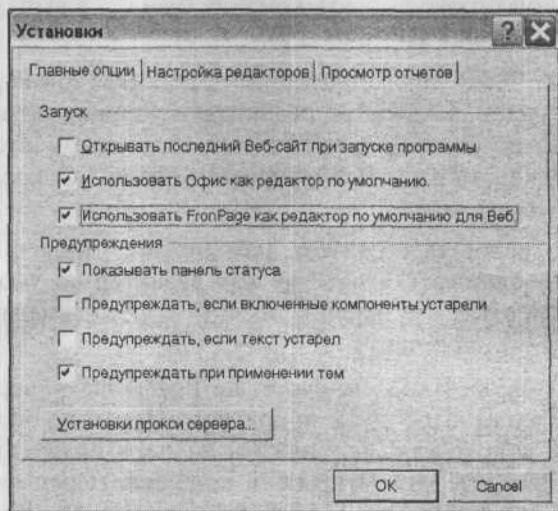 Установки
Главные опции Настройка редакторов Просмотр отчетов
Запуск
Открывать последний Веб-сайт при запуске программы.
Использовать Офис как редактор по умолчанию.
Использовать FronPage как редактор по умолчанию для Веб.
Предупреждения
Показывать панель статуса
Предупреждать, если включенные компоненты устарели
Предупреждать, если текст устарел
Предупреждать при применении тем
Установки прокси сервера...
OK Cancel